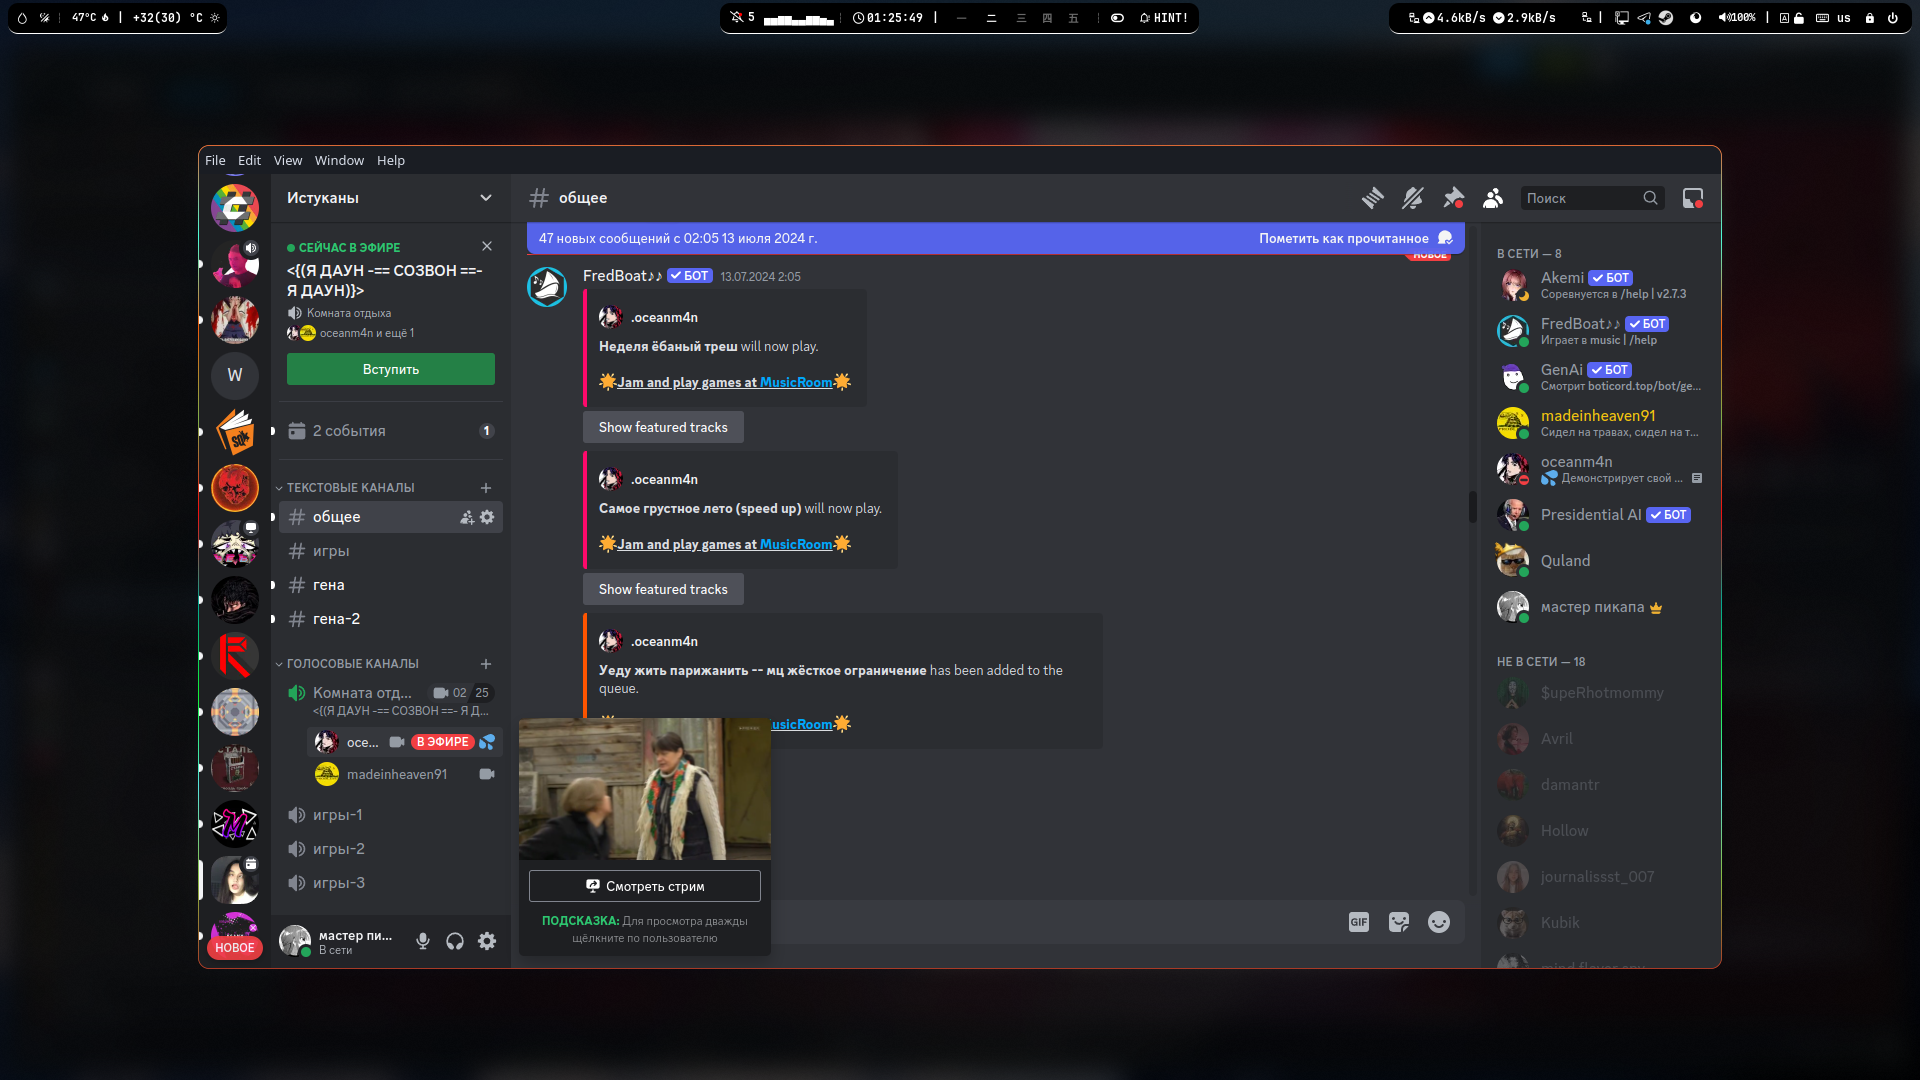 47°C
+32(30) °C
5
01:25:49
一 二 三 四 五
HINT!
4.6kB/s 2.9kB/s
100%
A
us
File Edit View Window Help
Истуканы
СЕЙЧАС В ЭФИРЕ
<{(Я ДАУН -== СОЗВОН ==-
Я ДАУН)}>
Комната отдыха
oceanm4n и ещё 1
Вступить
2 события
1
ТЕКСТОВЫЕ КАНАЛЫ
общее
игры
гена
гена-2
ГОЛОСОВЫЕ КАНАЛЫ
Комната отд...
02 25
<{(Я ДАУН -== СОЗВОН ==- Я Д...
oce...
В ЭФИРЕ
madeinheaven91
игры-1
игры-2
игры-3
W
НОВОЕ
мастер пи...
В сети
общее
Поиск
47 новых сообщений с 02:05 13 июля 2024 г.
Пометить как прочитанное
НОВОЕ
FredBoat♪♪ БОТ 13.07.2024 2:05
.oceanm4n
Неделя ёбаный треш will now play.
Jam and play games at MusicRoom
Show featured tracks
.oceanm4n
Самое грустное лето (speed up) will now play.
Jam and play games at MusicRoom
Show featured tracks
.oceanm4n
Уеду жить парижанить -- мц жёсткое ограничение has been added to the
queue.
usicRoom
Смотреть стрим
ПОДСКАЗКА: Для просмотра дважды
щёлкните по пользователю
GIF
В СЕТИ — 8
Akemi БОТ
Соревнуется в /help | v2.7.3
FredBoat♪♪ БОТ
Играет в music | /help
GenAi БОТ
Смотрит boticord.top/bot/ge...
madeinheaven91
Сидел на травах, сидел на т...
oceanm4n
Демонстрирует свой ...
Presidential AI БОТ
Quland
мастер пикапа
НЕ В СЕТИ — 18
$upeRhotmommy
Avril
damantr
Hollow
journalissst_007
Kubik